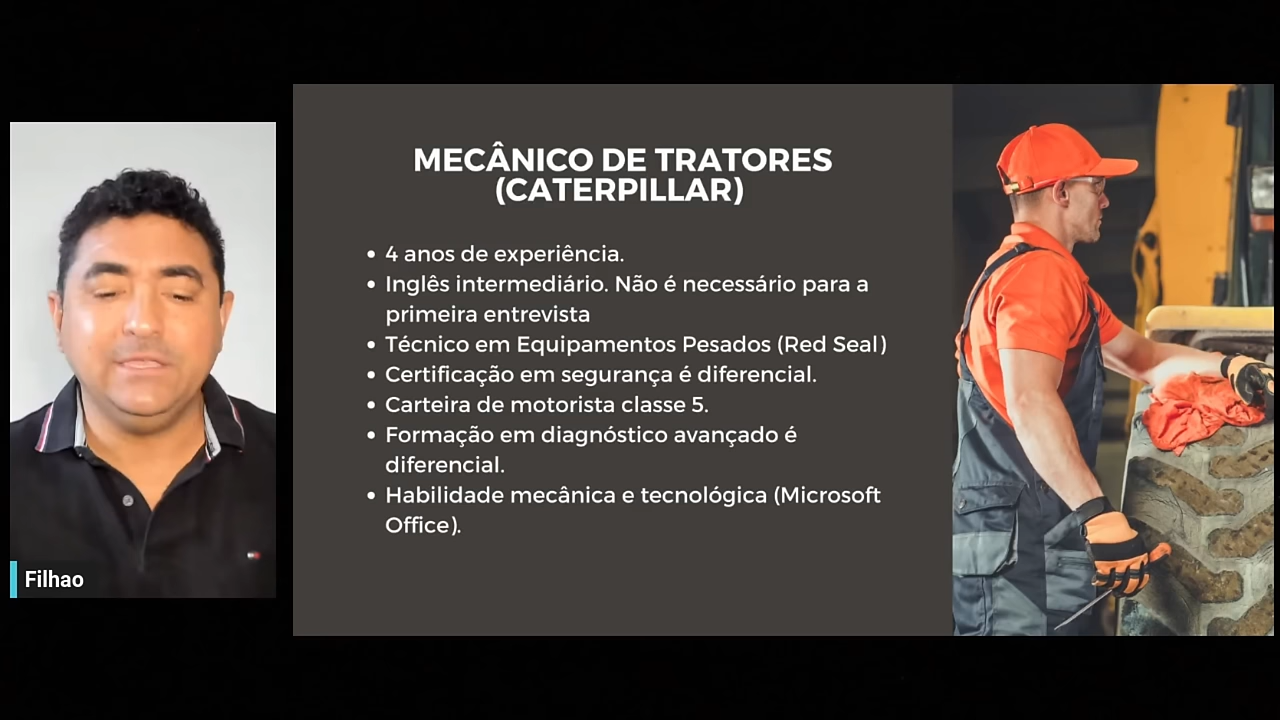 MECÂNICO DE TRATORES
(CATERPILLAR)
• 4 anos de experiência.
• Inglês intermediário. Não é necessário para a
primeira entrevista
• Técnico em Equipamentos Pesados (Red Seal)
• Certificação em segurança é diferencial.
• Carteira de motorista classe 5.
• Formação em diagnóstico avançado é
diferencial.
• Habilidade mecânica e tecnológica (Microsoft
Office).
Filhao